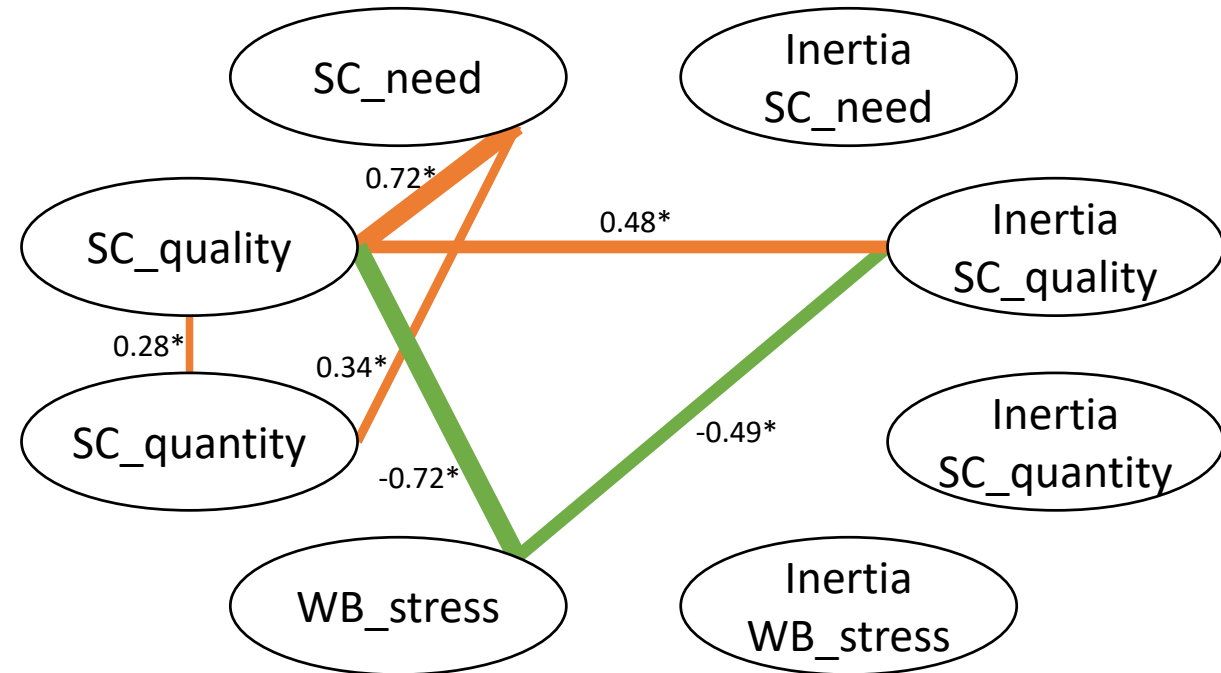 SC_need
Inertia
SC_need
0.72*
SC_quality
0.48*
Inertia
SC_quality
0.28*
0.34*
SC_quantity
-0.49*
Inertia
SC_quantity
-0.72*
WB_stress
Inertia
WB_stress